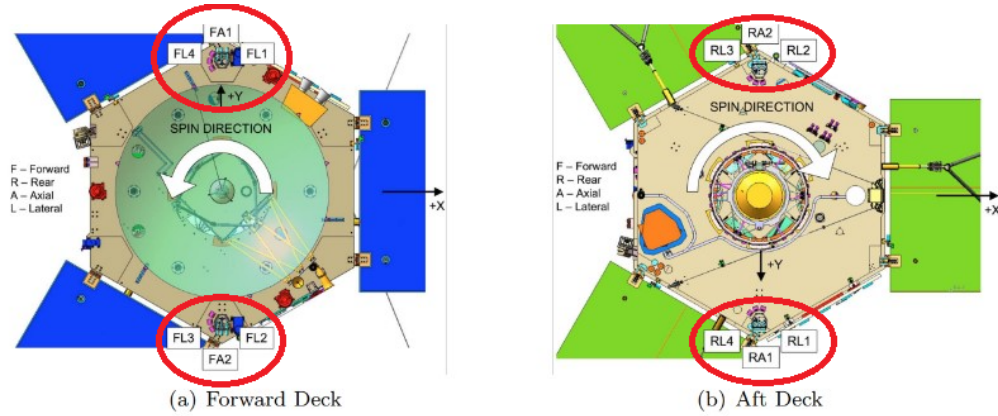 FA1
FL4 FL1
+Y
SPIN DIRECTION
F – Forward
R – Rear
A – Axial
L – Lateral
+X
FL3 FL2
FA2
(a) Forward Deck
RA2
RL3 RL2
SPIN DIRECTION
F – Forward
R – Rear
A – Axial
L – Lateral
+X
+Y
RL4 RL1
RA1
(b) Aft Deck